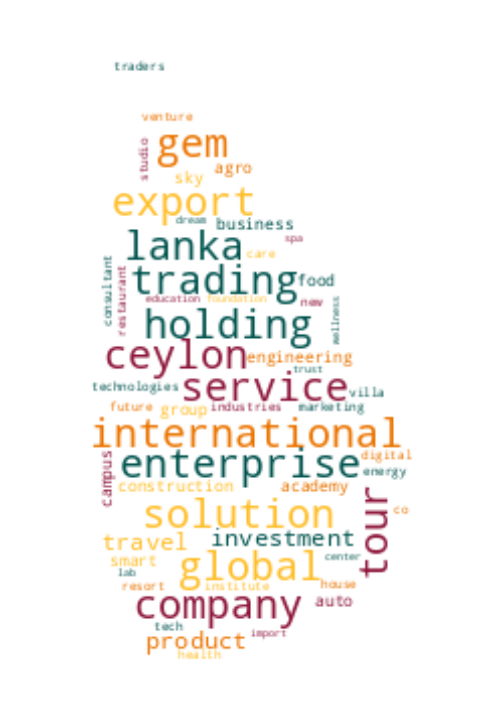 traders
venture
studio
gem
agro
sky
export
dream
business
spa
lanka
care
consultant
restaurant
trading
food
education
foundation
new
wellness
holding
ceylon
engineering
trust
technologies
service
villa
future
group
industries
marketing
international
campus
enterprise
digital
energy
construction
academy
solution
co
tour
travel
investment
smart
global
center
lab
resort
institute
house
company
auto
tech
product
import
health